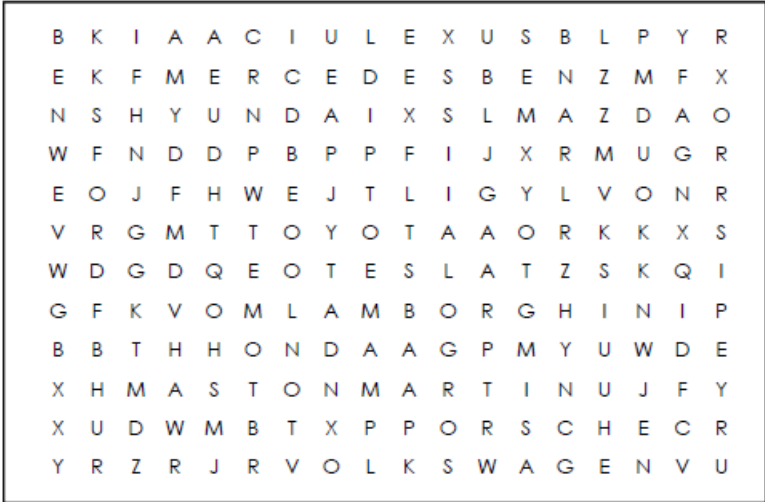 B K I A A C I U L E X U S B L P Y R
E K F M E R C E D E S B E N Z M F X
N S H Y U N D A I X S L M A Z D A O
W F N D D P B P P F I J X R M U G R
E O J F H W E J T L I G Y L V O N R
V R G M T T O Y O T A A O R K K X S
W D G D Q E O T E S L A T Z S K Q I
G F K V O M L A M B O R G H I N I P
B B T H H O N D A A G P M Y U W D E
X H M A S T O N M A R T I N U J F Y
X U D W M B T X P P O R S C H E C R
Y R Z R J R V O L K S W A G E N V U